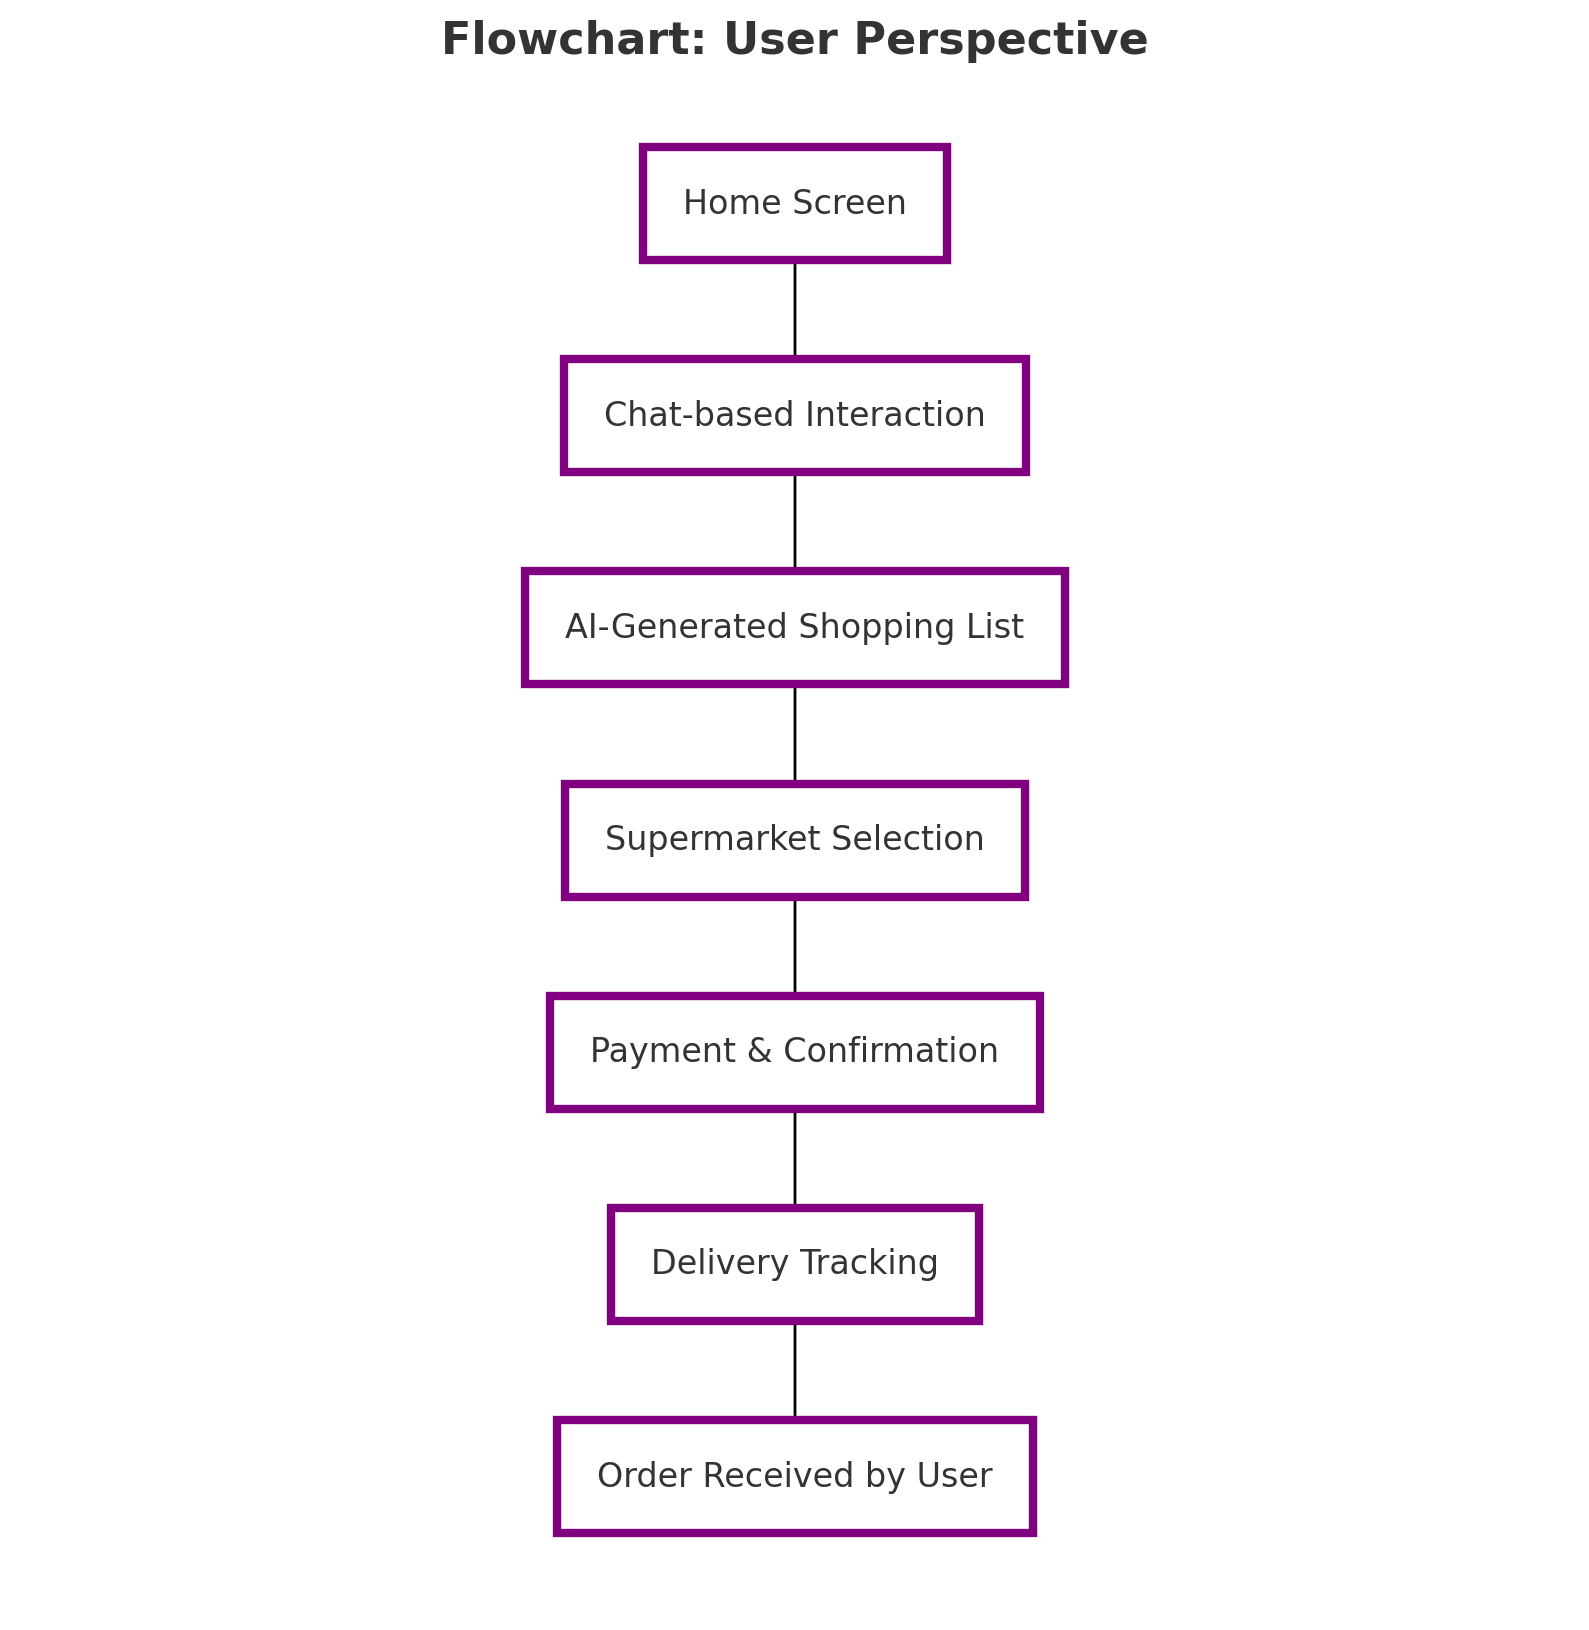 Flowchart: User Perspective
Home Screen
Chat-based Interaction
AI-Generated Shopping List
Supermarket Selection
Payment & Confirmation
Delivery Tracking
Order Received by User